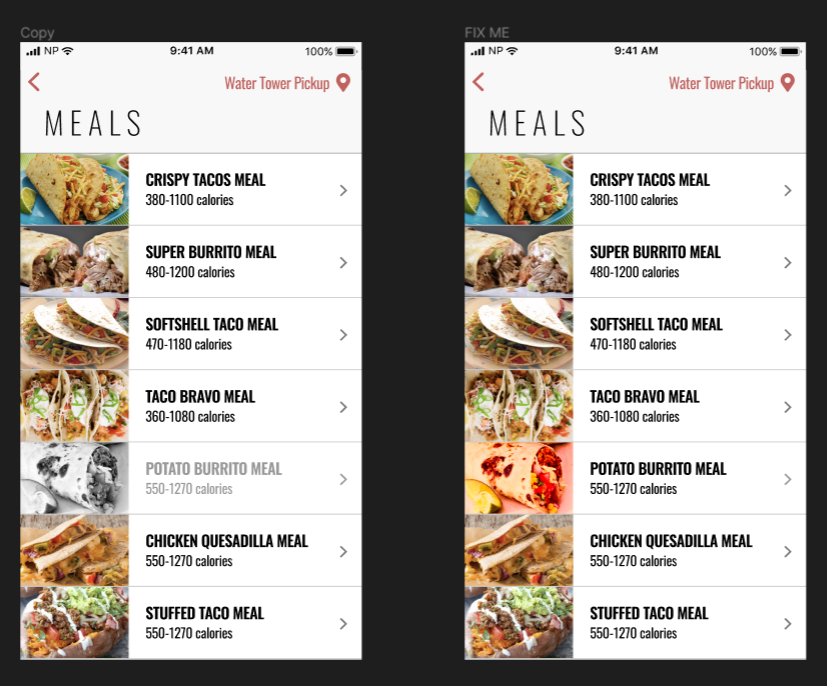 Copy
NP
9:41 AM
100%
Water Tower Pickup
MEALS
CRISPY TACOS MEAL
380-1100 calories
SUPER BURRITO MEAL
480-1200 calories
SOFTSHELL TACO MEAL
470-1180 calories
TACO BRAVO MEAL
360-1080 calories
POTATO BURRITO MEAL
550-1270 calories
CHICKEN QUESADILLA MEAL
550-1270 calories
STUFFED TACO MEAL
550-1270 calories
FIX ME
NP
9:41 AM
100%
Water Tower Pickup
MEALS
CRISPY TACOS MEAL
380-1100 calories
SUPER BURRITO MEAL
480-1200 calories
SOFTSHELL TACO MEAL
470-1180 calories
TACO BRAVO MEAL
360-1080 calories
POTATO BURRITO MEAL
550-1270 calories
CHICKEN QUESADILLA MEAL
550-1270 calories
STUFFED TACO MEAL
550-1270 calories